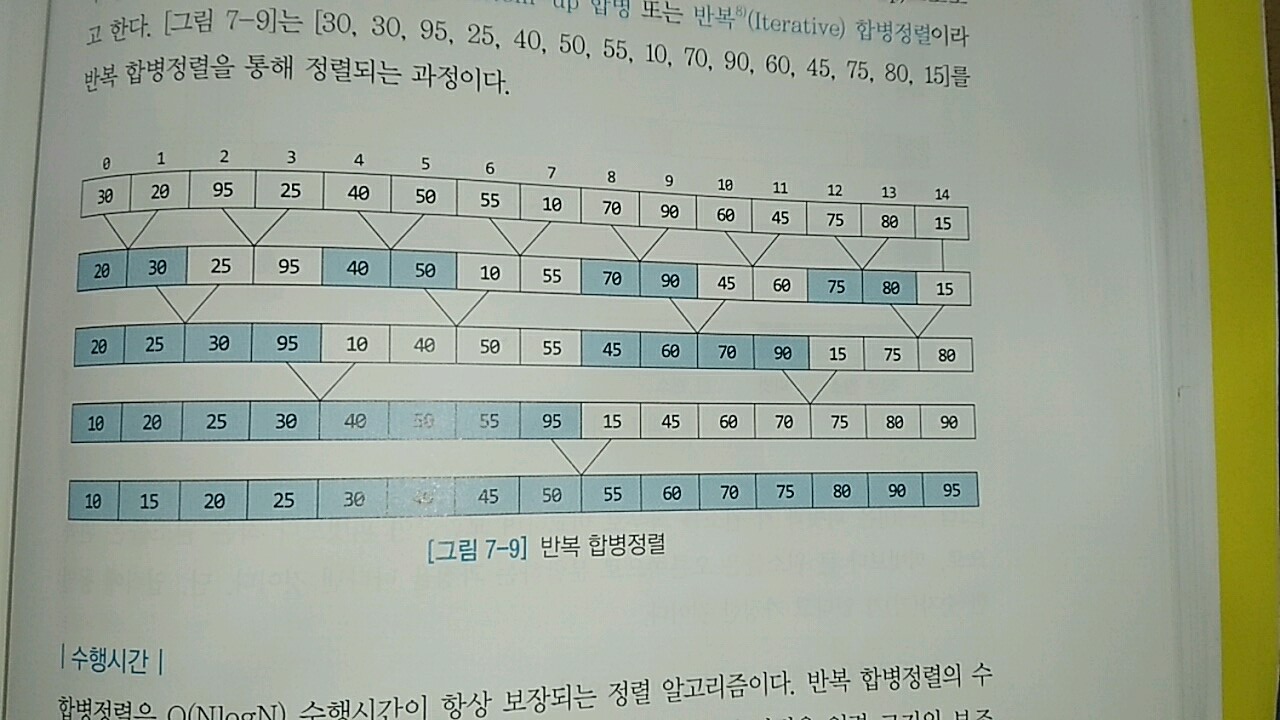 up 합병 또는 반복8)(Iterative) 합병정렬이라
고 한다. [그림 7-9]는 [30, 30, 95, 25, 40, 50, 55, 10, 70, 90, 60, 45, 75, 80, 15]를
반복 합병정렬을 통해 정렬되는 과정이다.
0 1 2 3 4 5 6 7 8 9 10 11 12 13 14
30 20 95 25 40 50 55 10 70 90 60 45 75 80 15
20 30 25 95 40 50 10 55 70 90 45 60 75 80 15
20 25 30 95 10 40 50 55 45 60 70 90 15 75 80
10 20 25 30 40 50 55 95 15 45 60 70 75 80 90
10 15 20 25 30 40 45 50 55 60 70 75 80 90 95
[그림 7-9] 반복 합병정렬
| 수행시간 |
합병정렬은 O(NlogN) 수행시간이 항상 보장되는 정렬 알고리즘이다. 반복 합병정렬의 수